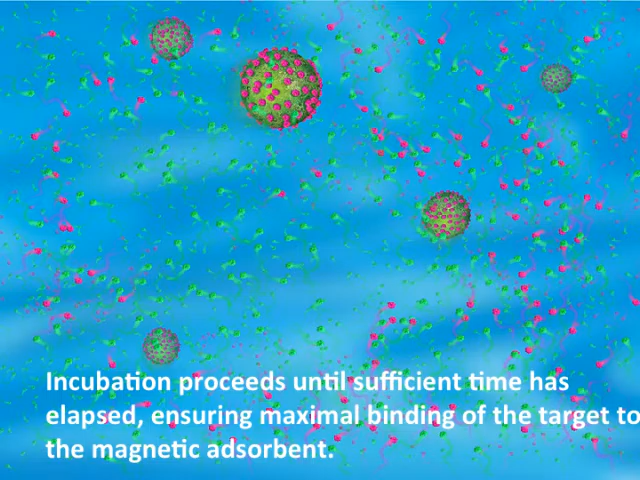 Incubation proceeds until sufficient time has
elapsed, ensuring maximal binding of the target to
the magnetic adsorbent.